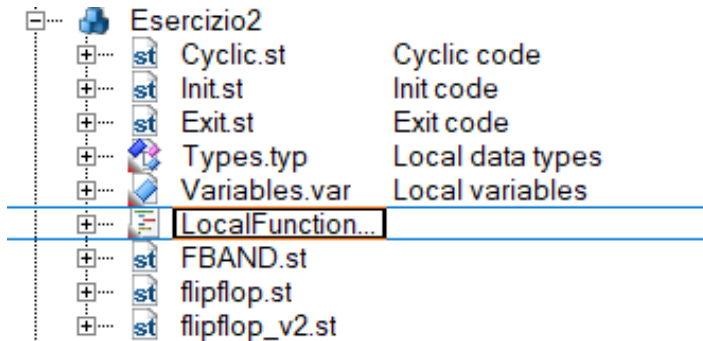 Esercizio2
st Cyclic.st Cyclic code
st Init.st Init code
st Exit.st Exit code
Types.typ Local data types
Variables.var Local variables
LocalFunction...
st FBAND.st
st flipflop.st
st flipflop_v2.st